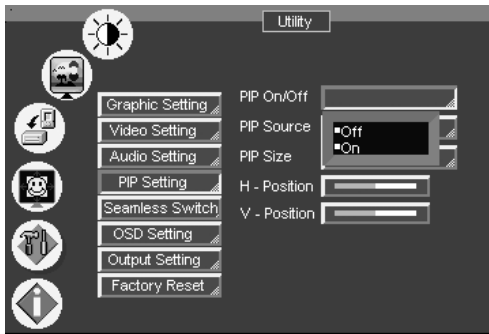 Utility
Graphic Setting
Video Setting
Audio Setting
PIP Setting
Seamless Switch
OSD Setting
Output Setting
Factory Reset
PIP On/Off
PIP Source
PIP Size
H - Position
V - Position
Off
On